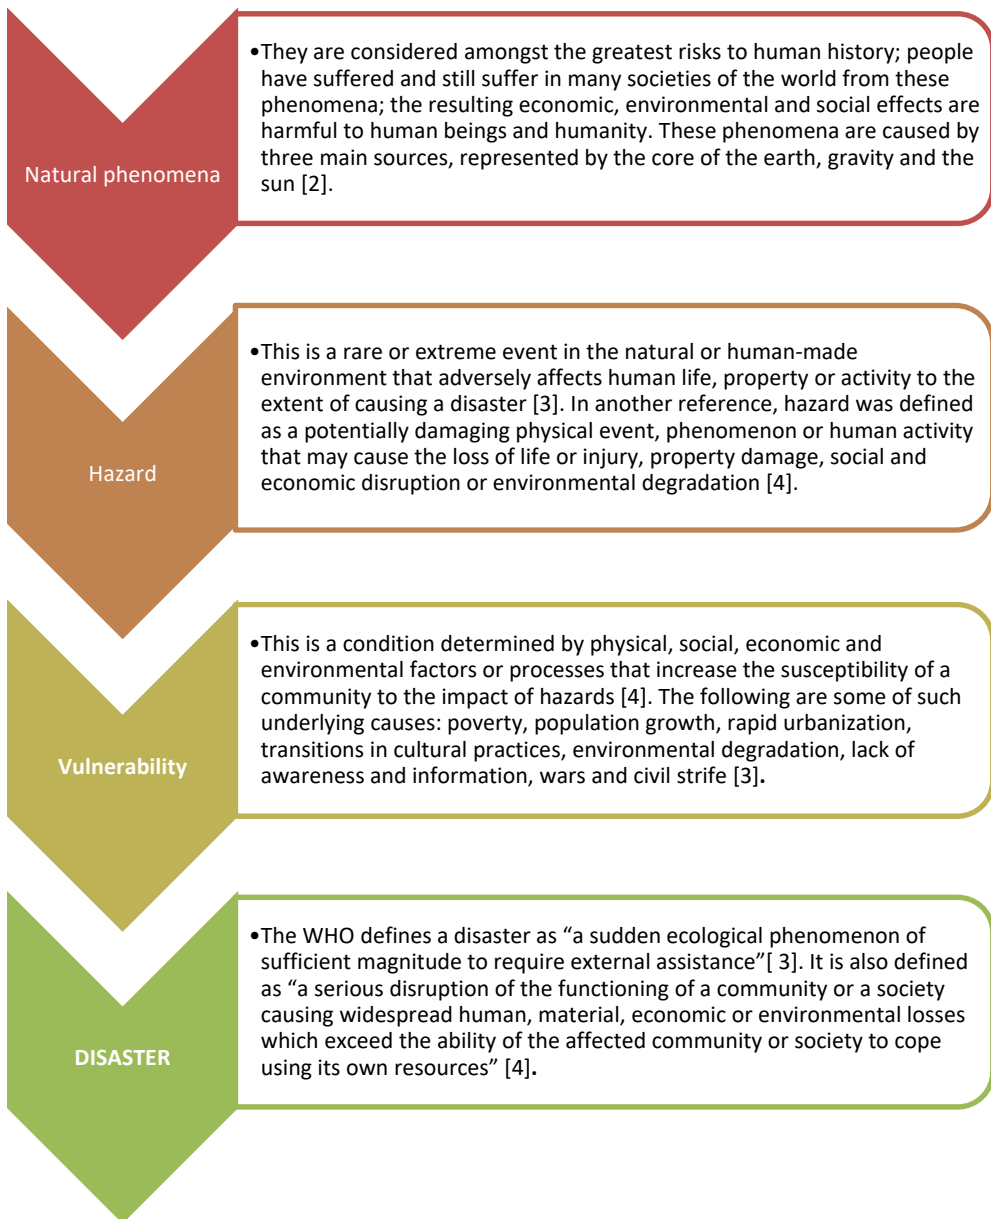 Natural phenomena
•They are considered amongst the greatest risks to human history; people
have suffered and still suffer in many societies of the world from these
phenomena; the resulting economic, environmental and social effects are
harmful to human beings and humanity. These phenomena are caused by
three main sources, represented by the core of the earth, gravity and the
sun [2].
Hazard
•This is a rare or extreme event in the natural or human-made
environment that adversely affects human life, property or activity to the
extent of causing a disaster [3]. In another reference, hazard was defined
as a potentially damaging physical event, phenomenon or human activity
that may cause the loss of life or injury, property damage, social and
economic disruption or environmental degradation [4].
Vulnerability
•This is a condition determined by physical, social, economic and
environmental factors or processes that increase the susceptibility of a
community to the impact of hazards [4]. The following are some of such
underlying causes: poverty, population growth, rapid urbanization,
transitions in cultural practices, environmental degradation, lack of
awareness and information, wars and civil strife [3].
DISASTER
•The WHO defines a disaster as “a sudden ecological phenomenon of
sufficient magnitude to require external assistance”[ 3]. It is also defined
as “a serious disruption of the functioning of a community or a society
causing widespread human, material, economic or environmental losses
which exceed the ability of the affected community or society to cope
using its own resources” [4].